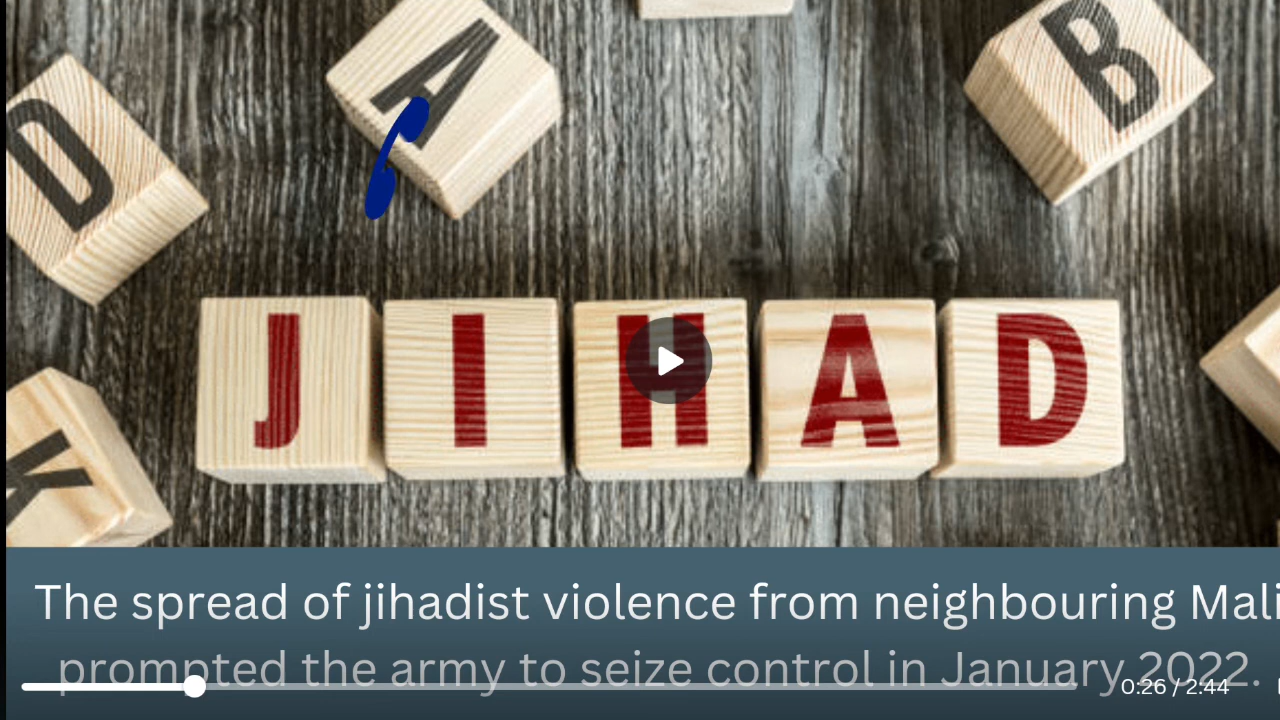 A
B
D
J I H A D
K
The spread of jihadist violence from neighbouring Mali
prompted the army to seize control in January 2022.
0:26 / 2:44